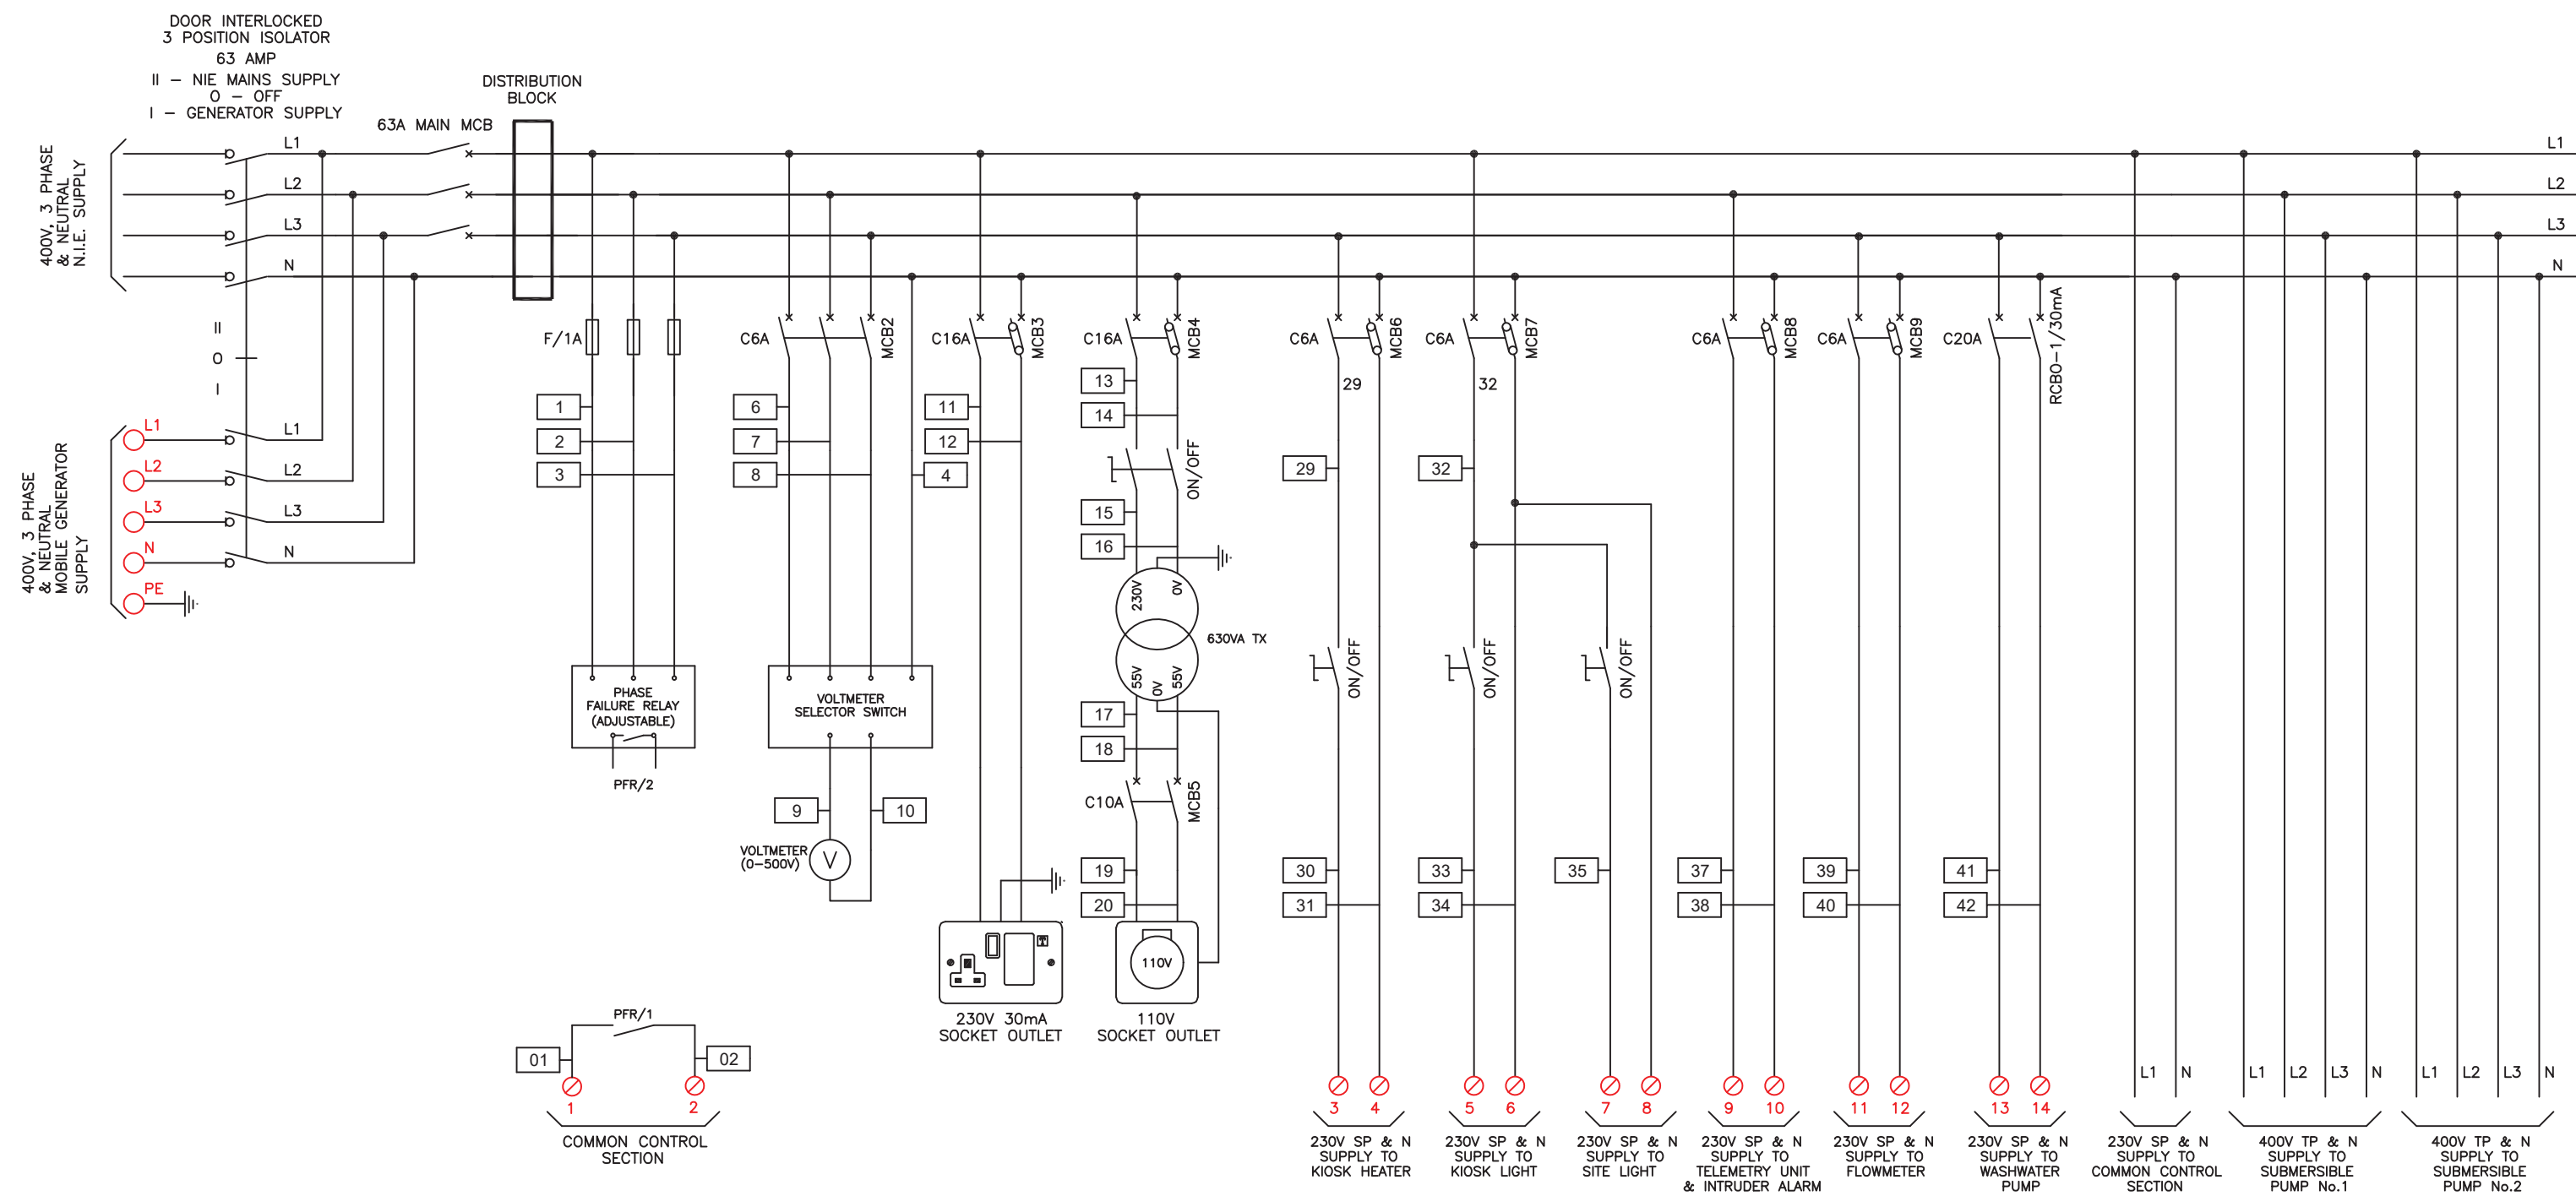 DOOR INTERLOCKED
3 POSITION ISOLATOR
63 AMP
II – NIE MAINS SUPPLY
O – OFF
I – GENERATOR SUPPLY
63A MAIN MCB
DISTRIBUTION
BLOCK
400V, 3 PHASE
& NEUTRAL
N.I.E. SUPPLY
L1
L2
L3
N
L1
L2
L3
N
II
O
I
400V, 3 PHASE
& NEUTRAL
MOBILE GENERATOR
SUPPLY
L1
L2
L3
N
PE
L1
L2
L3
N
F/1A
1
2
3
PHASE
FAILURE RELAY
(ADJUSTABLE)
PFR/2
C6A
MCB2
6
7
8
4
VOLTMETER
SELECTOR SWITCH
9
10
VOLTMETER
(0–500V)
V
C16A
MCB3
11
12
230V 30mA
SOCKET OUTLET
C16A
MCB4
13
14
ON/OFF
15
16
230V
0V
630VA TX
55V
0V
55V
17
18
C10A
MCB5
19
20
110V
110V
SOCKET OUTLET
PFR/1
01
02
1
2
COMMON CONTROL
SECTION
C6A
MCB6
29
29
ON/OFF
30
31
3
4
230V SP & N
SUPPLY TO
KIOSK HEATER
C6A
MCB7
32
32
ON/OFF
33
34
5
6
230V SP & N
SUPPLY TO
KIOSK LIGHT
ON/OFF
35
7
8
230V SP & N
SUPPLY TO
SITE LIGHT
C6A
MCB8
37
38
9
10
230V SP & N
SUPPLY TO
TELEMETRY UNIT
& INTRUDER ALARM
C6A
MCB9
39
40
11
12
230V SP & N
SUPPLY TO
FLOWMETER
C20A
RCBO–1/30mA
41
42
13
14
230V SP & N
SUPPLY TO
WASHWATER
PUMP
L1
N
230V SP & N
SUPPLY TO
COMMON CONTROL
SECTION
L1
L2
L3
N
400V TP & N
SUPPLY TO
SUBMERSIBLE
PUMP No.1
L1
L2
L3
N
400V TP & N
SUPPLY TO
SUBMERSIBLE
PUMP No.2